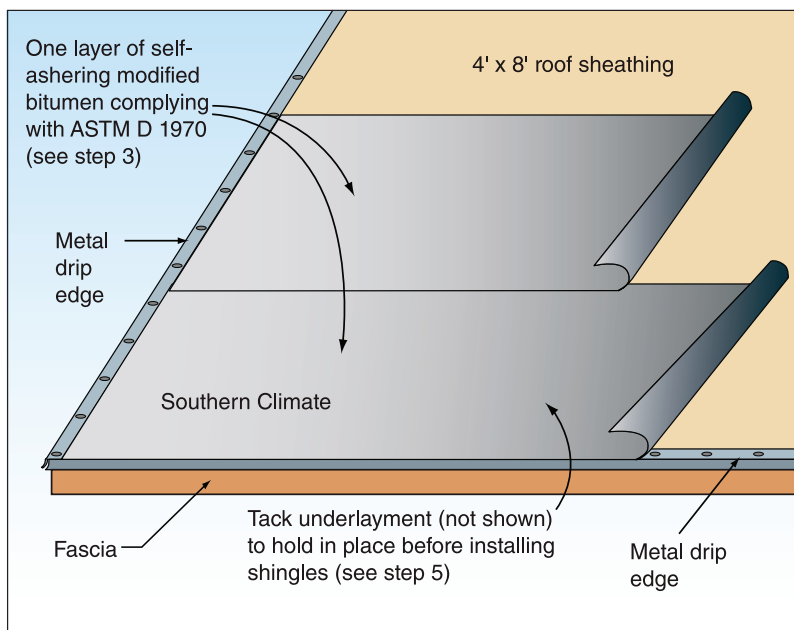 One layer of self-
ashering modified
bitumen complying
with ASTM D 1970
(see step 3)
4' x 8' roof sheathing
Metal
drip
edge
Southern Climate
Tack underlayment (not shown)
to hold in place before installing
shingles (see step 5)
Fascia
Metal drip
edge